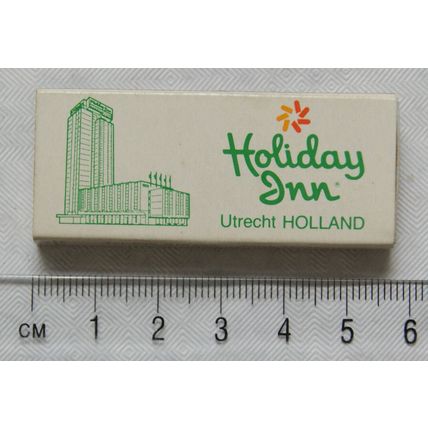 Holiday
Inn
Utrecht HOLLAND
CM 1 2 3 4 5 6